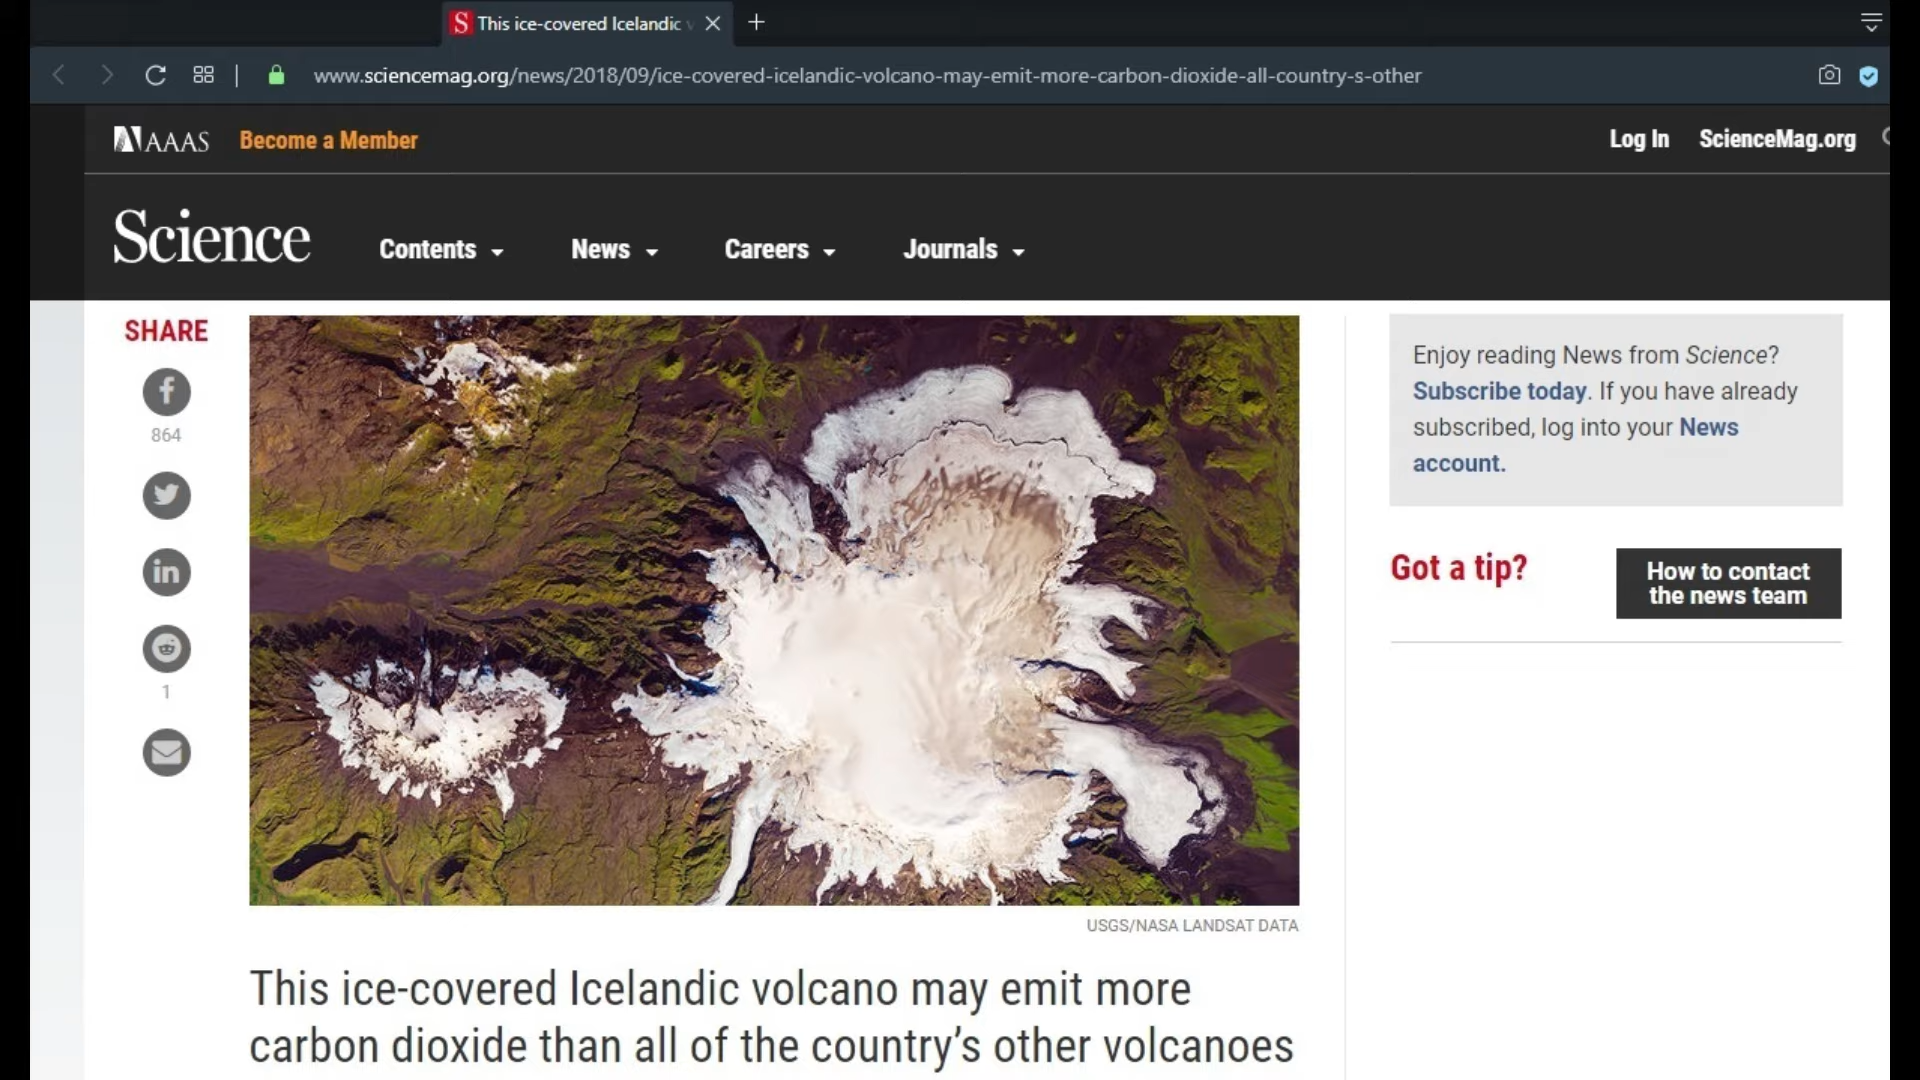 This ice-covered Icelandic
www.sciencemag.org/news/2018/09/ice-covered-icelandic-volcano-may-emit-more-carbon-dioxide-all-country-s-other
AAAS Become a Member Log In ScienceMag.org
Science Contents News Careers Journals
SHARE
864
1
Enjoy reading News from Science?
Subscribe today. If you have already
subscribed, log into your News
account.
Got a tip?
How to contact
the news team
USGS/NASA LANDSAT DATA
This ice-covered Icelandic volcano may emit more
carbon dioxide than all of the country's other volcanoes